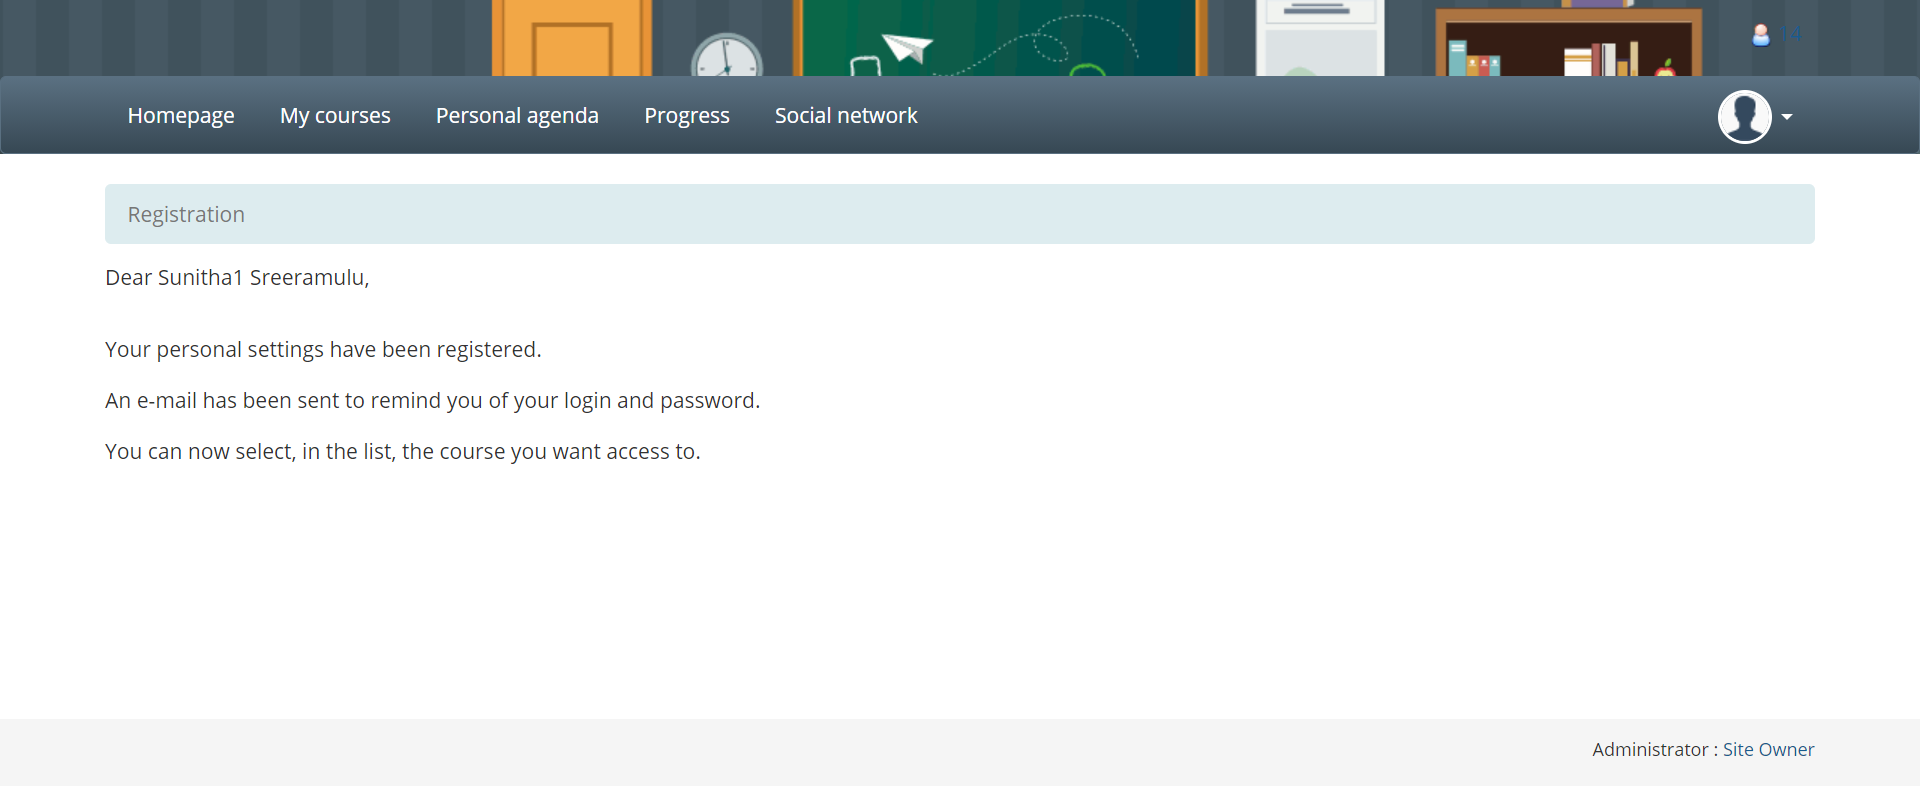 14
Homepage My courses Personal agenda Progress Social network
Registration
Dear Sunitha1 Sreeramulu,
Your personal settings have been registered.
An e-mail has been sent to remind you of your login and password.
You can now select, in the list, the course you want access to.
Administrator : Site Owner